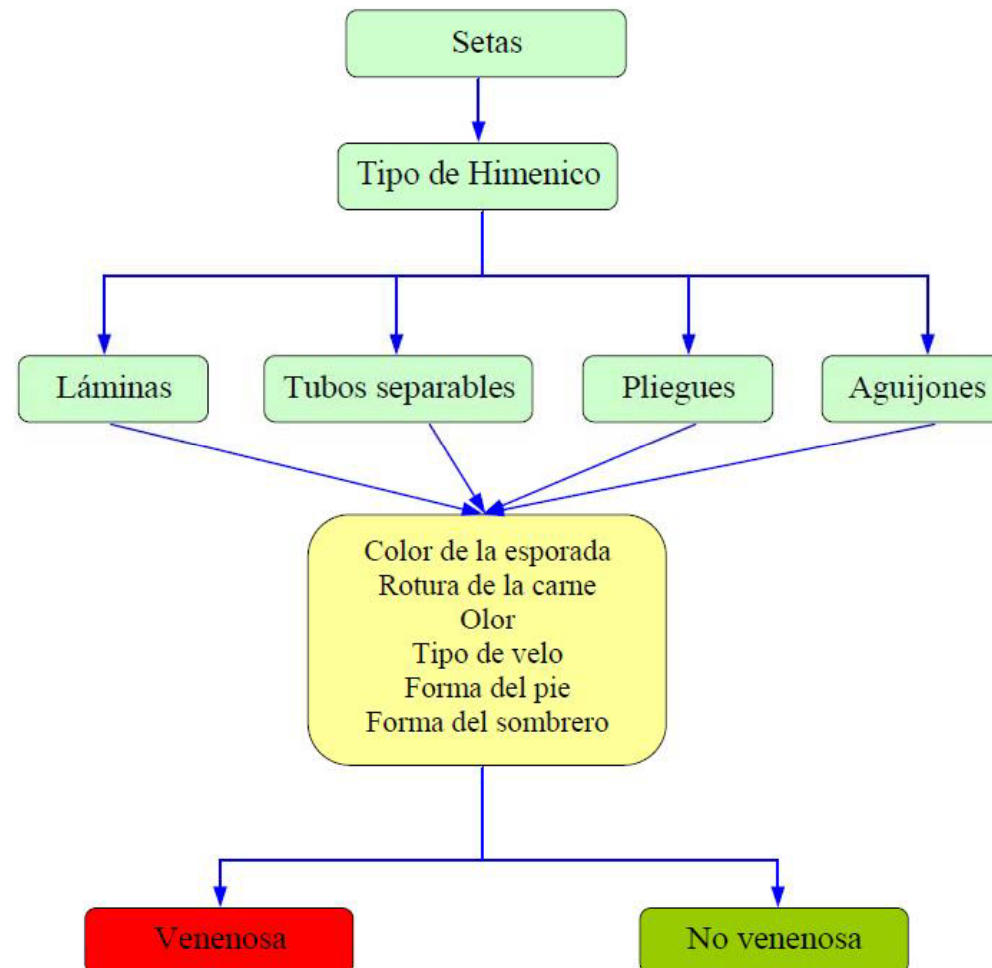 Setas
Tipo de Himenico
Láminas
Tubos separables
Pliegues
Aguijones
Color de la esporada
Rotura de la carne
Olor
Tipo de velo
Forma del pie
Forma del sombrero
Venenosa
No venenosa